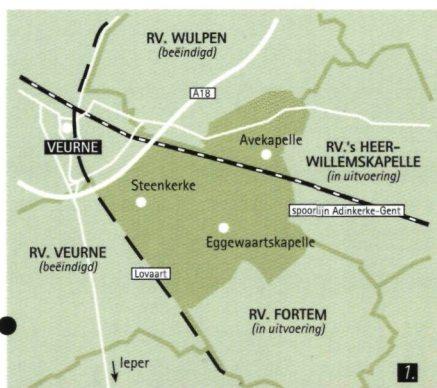 RV. WULPEN
(beëindigd)
A18
VEURNE
Avekapelle
RV.'s HEER-
WILLEMSKAPELLE
(in uitvoering)
Steenkerke
spoorlijn Adinkerke-Gent
Eggewaartskapelle
RV. VEURNE
(beëindigd)
Lovaart
RV. FORTEM
(in uitvoering)
Ieper
1.